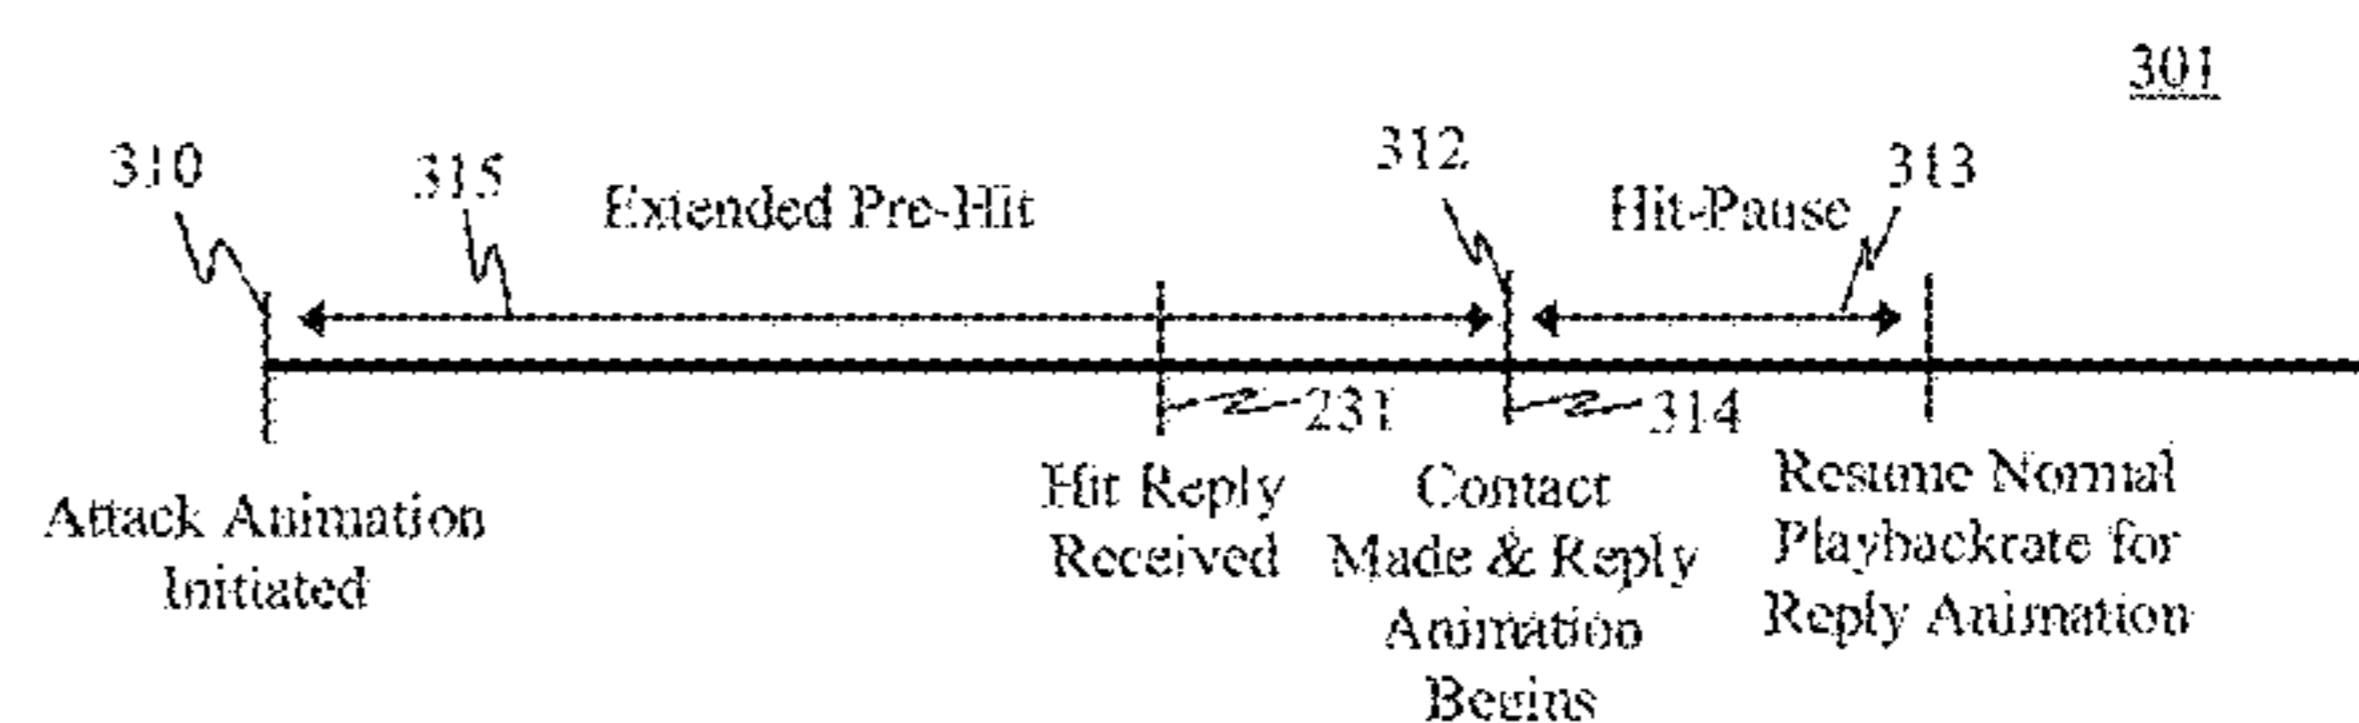 301
310
315
Extended Pre-Hit
312
Hit-Pause
313
231
314
Attack Animation
Initiated
Hit Reply
Received
Contact
Made & Reply
Animation
Begins
Resume Normal
Playbackrate for
Reply Animation